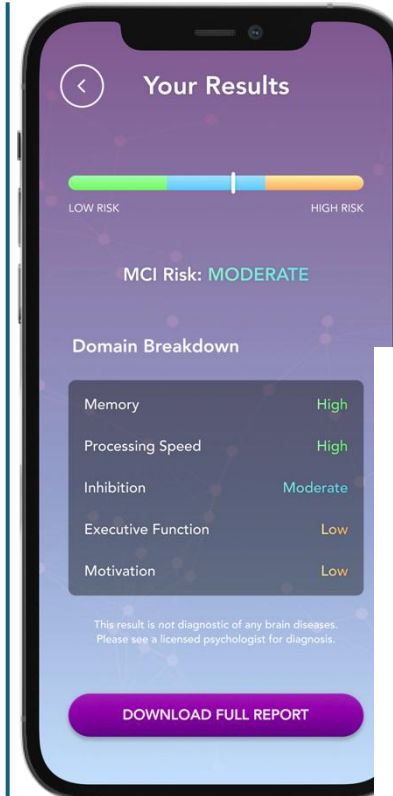 Your Results
LOW RISK HIGH RISK
MCI Risk: MODERATE
Domain Breakdown
Memory High
Processing Speed High
Inhibition Moderate
Executive Function Low
Motivation Low
This result is not diagnostic of any brain diseases.
Please see a licensed psychologist for diagnosis.
DOWNLOAD FULL REPORT